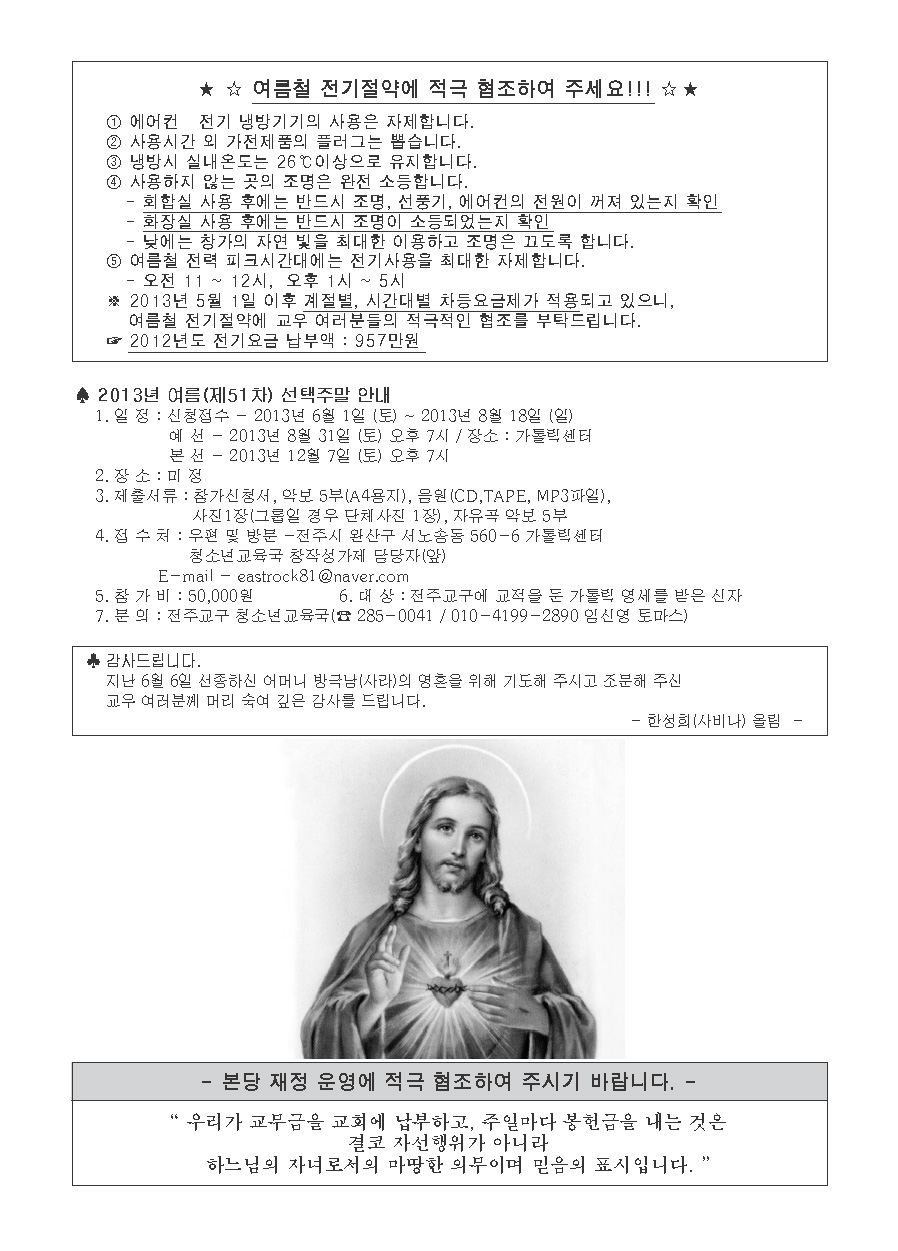 ★ ☆ 여름철 전기절약에 적극 협조하여 주세요!!! ☆★
① 에어컨 전기 냉방기기의 사용은 자제합니다.
② 사용시간 외 가전제품의 플러그는 뽑습니다.
③ 냉방시 실내온도는 26℃이상으로 유지합니다.
④ 사용하지 않는 곳의 조명은 완전 소등합니다.
- 회합실 사용 후에는 반드시 조명, 선풍기, 에어컨의 전원이 꺼져 있는지 확인
- 화장실 사용 후에는 반드시 조명이 소등되었는지 확인
- 낮에는 창가의 자연 빛을 최대한 이용하고 조명은 끄도록 합니다.
⑤ 여름철 전력 피크시간대에는 전기사용을 최대한 자제합니다.
- 오전 11 ~ 12시, 오후 1시 ~ 5시
※ 2013년 5월 1일 이후 계절별, 시간대별 차등요금제가 적용되고 있으니,
여름철 전기절약에 교우 여러분들의 적극적인 협조를 부탁드립니다.
☞ 2012년도 전기요금 납부액 : 957만원
♠ 2013년 여름(제51차) 선택주말 안내
1. 일 정 : 신청접수 - 2013년 6월 1일 (토) ~ 2013년 8월 18일 (일)
예 선 - 2013년 8월 31일 (토) 오후 7시 / 장소 : 가톨릭센터
본 선 - 2013년 12월 7일 (토) 오후 7시
2. 장 소 : 미 정
3. 제출서류 : 참가신청서, 악보 5부(A4용지), 음원(CD,TAPE, MP3파일),
사진1장(그룹일 경우 단체사진 1장), 자유곡 악보 5부
4. 접 수 처 : 우편 및 방문 -전주시 완산구 서노송동 560-6 가톨릭센터
청소년교육국 창작성가제 담당자(앞)
E-mail - eastrock81@naver.com
5. 참 가 비 : 50,000원 6. 대 상 : 전주교구에 교적을 둔 가톨릭 영세를 받은 신자
7. 문 의 : 전주교구 청소년교육국(☎ 285-0041 / 010-4199-2890 임신영 토마스)
♣ 감사드립니다.
지난 6월 6일 선종하신 어머니 방극남(사라)의 영혼을 위해 기도해 주시고 조문해 주신
교우 여러분께 머리 숙여 깊은 감사를 드립니다.
- 한성희(사비나) 올림 -
- 본당 재정 운영에 적극 협조하여 주시기 바랍니다. -
“ 우리가 교무금을 교회에 납부하고, 주일마다 봉헌금을 내는 것은
결코 자선행위가 아니라
하느님의 자녀로서의 마땅한 의무이며 믿음의 표시입니다. ”